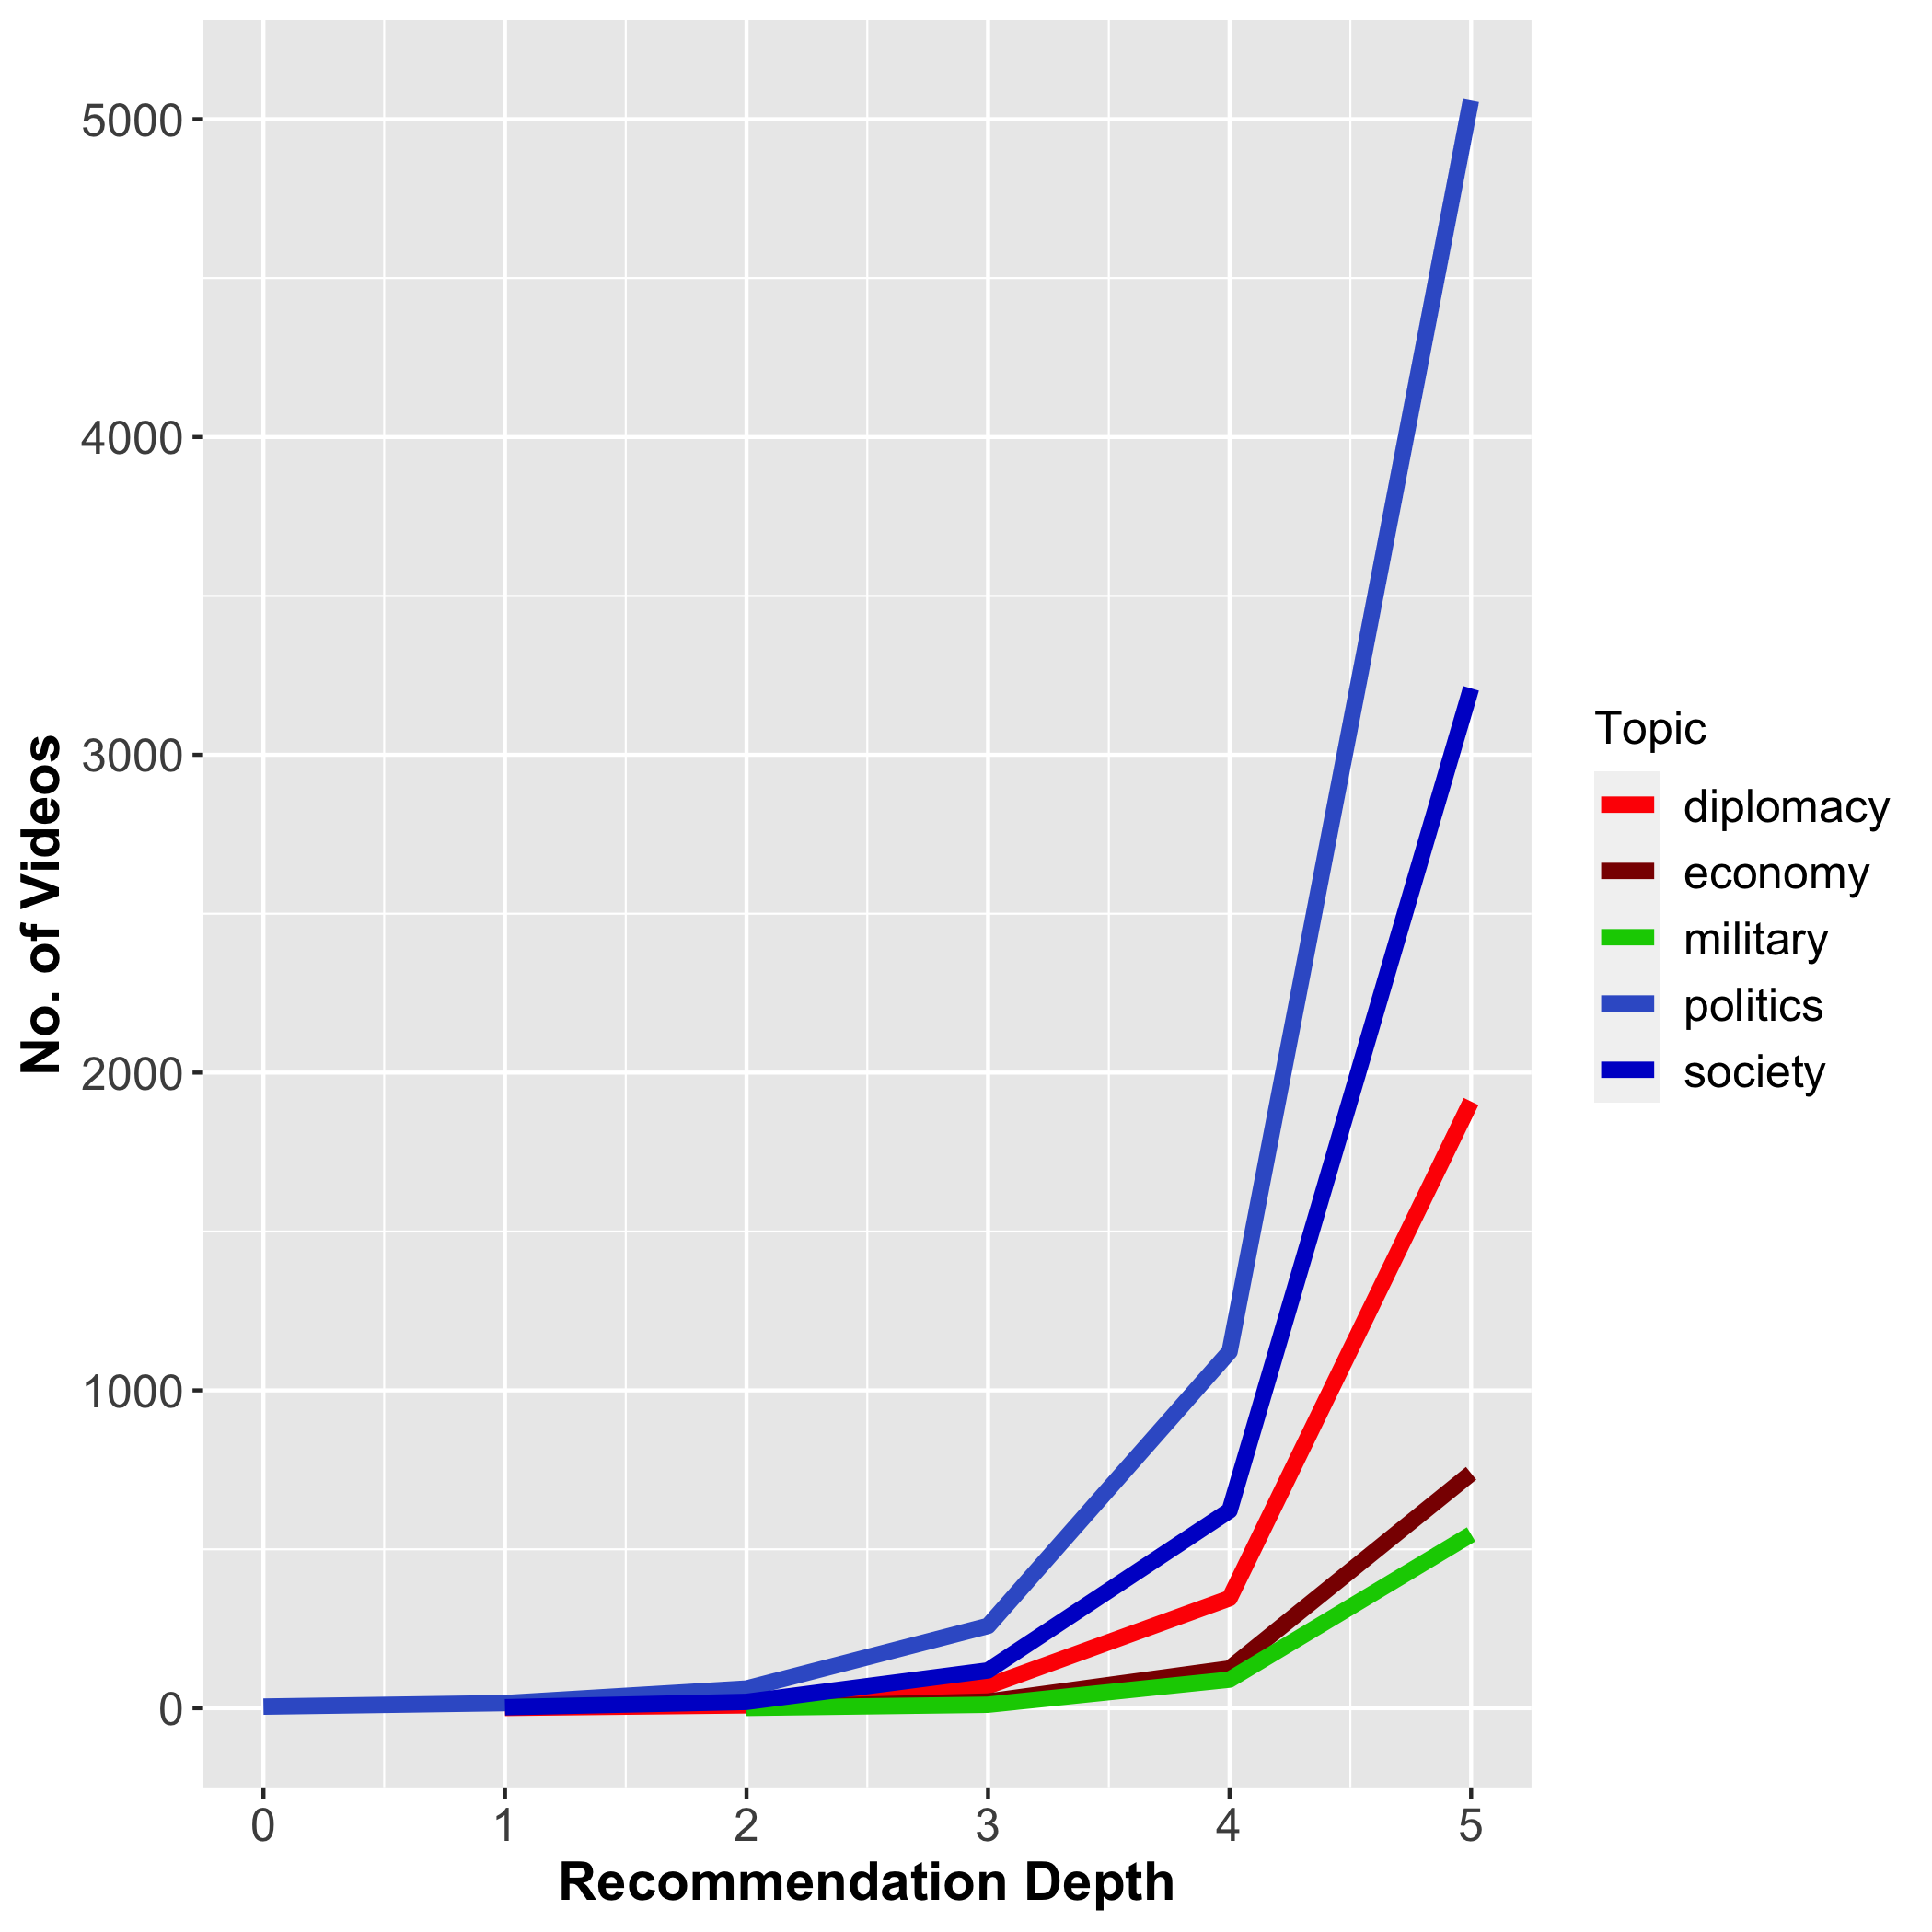 5000
4000
3000
2000
1000
0
No. of Videos
0 1 2 3 4 5
Recommendation Depth
Topic
diplomacy
economy
military
politics
society